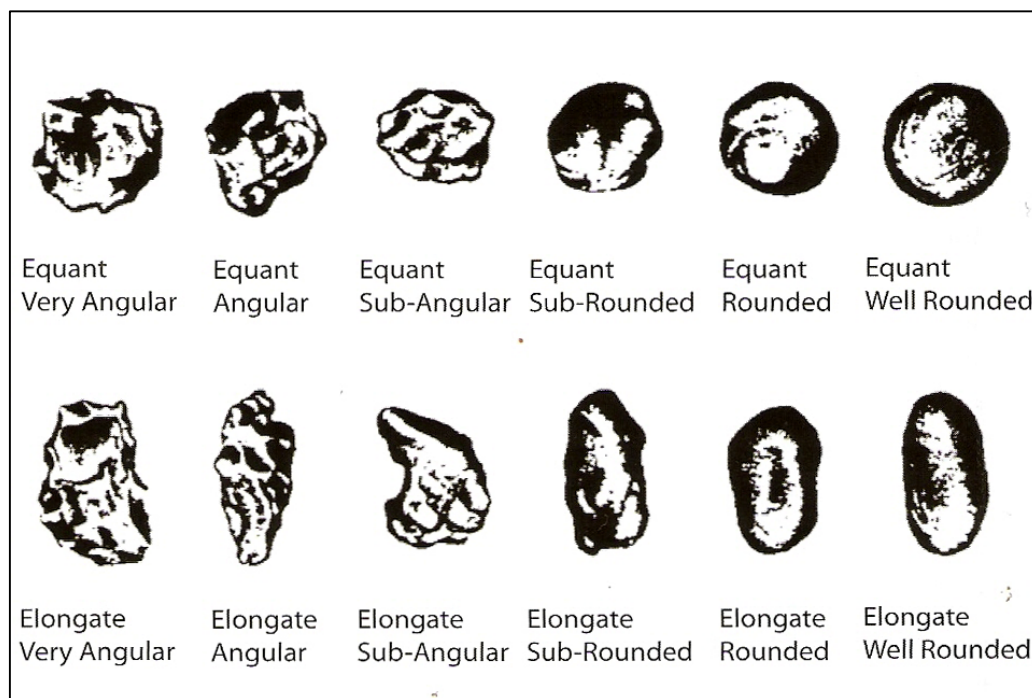 Equant
Very Angular
Equant
Angular
Equant
Sub-Angular
Equant
Sub-Rounded
Equant
Rounded
Equant
Well Rounded
Elongate
Very Angular
Elongate
Angular
Elongate
Sub-Angular
Elongate
Sub-Rounded
Elongate
Rounded
Elongate
Well Rounded